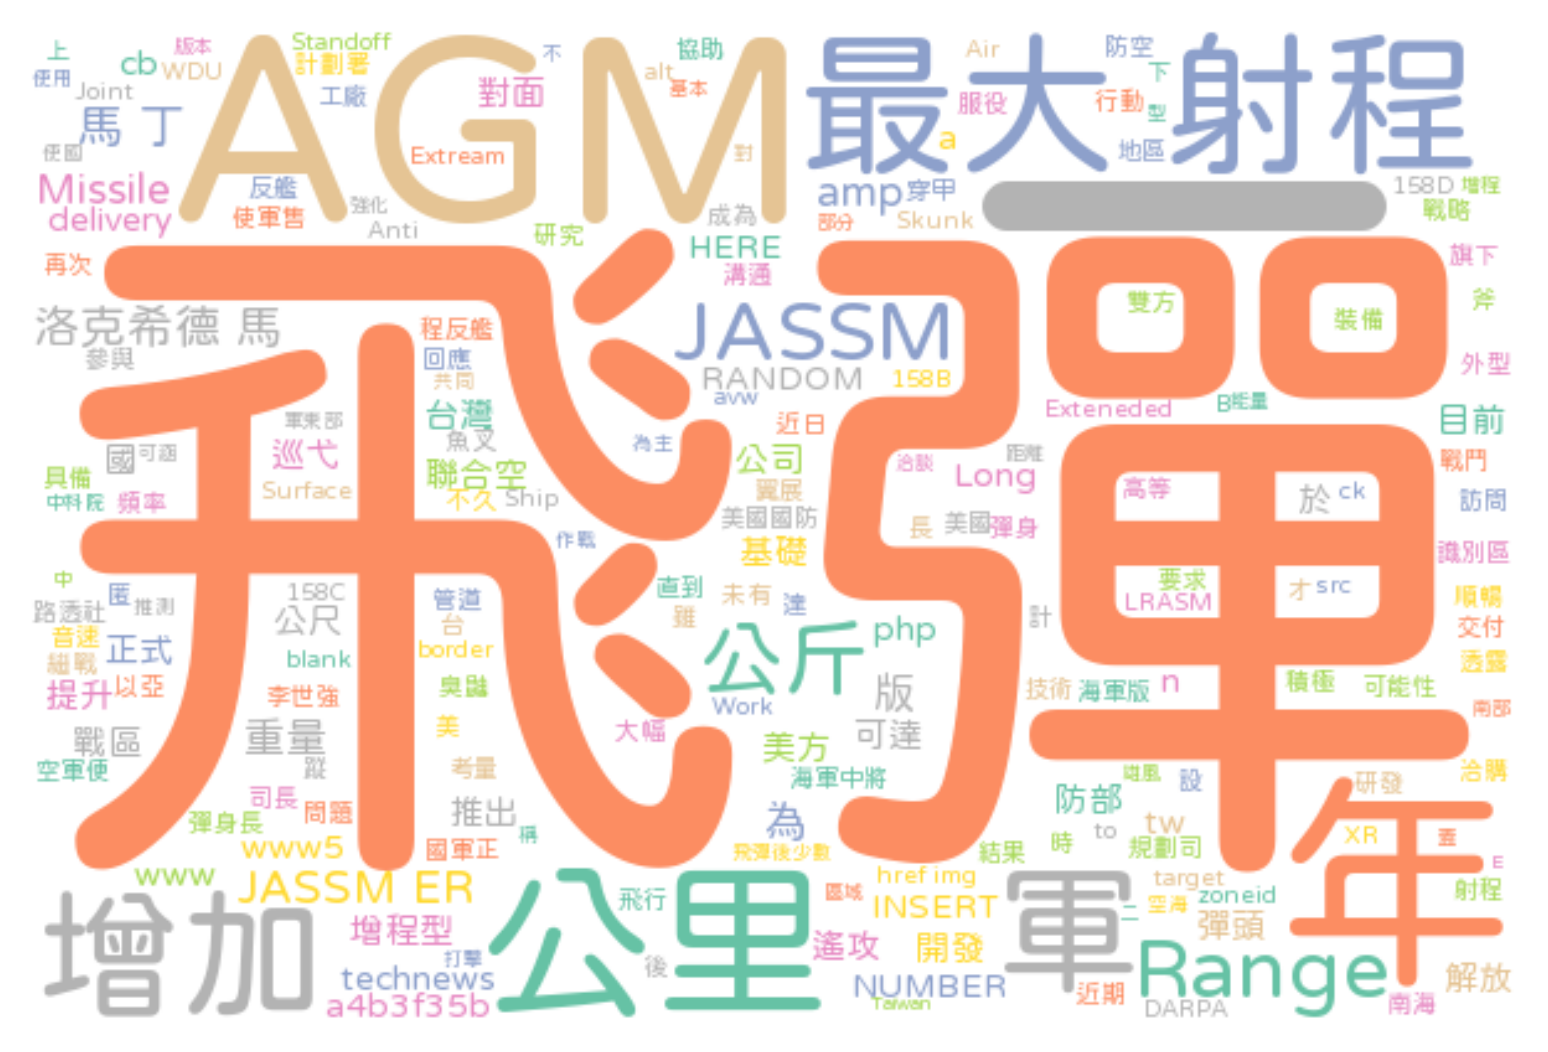 上
版本
Standoff
不
協助
Air
防空
使用
cb
WDU
計劃署
AGM
最大射程
alt
下
Joint
工廠
對面
基本
服役
行動
型
馬 丁
Extream
對
a
地區
使國
Missile
反艦
強化
amp
穿甲
158D
增程
delivery
使軍售
Anti
成為
部分
Skunk
戰略
研究
HERE
再次
飛彈
溝通
旗下
雙方
斧
洛克希德 馬
程反艦
JASSM
裝備
參與
回應
外型
共同
RANDOM
158B
avw
B
能量
軍東部
台灣
近日
Exteneded
目前
國
可涵
巡弋
魚叉
為主
公司
洽談
距離
戰鬥
具備
聯合空
Long
高等
中科院
頻率
Surface
不久
Ship
翼展
於
ck
訪問
美國國防
長
美國
彈身
作戰
基礎
識別區
中
158C
直到
未有
要求
才
src
匿
推測
管道
達
LRASM
順暢
路透社
公尺
台
雖
計
音速
正式
公斤
php
交付
繼戰
blank
border
透露
提升
以亞
李世強
臭鼬
版
技術
海軍版
n
積極
可能性
Work
南部
戰區
重量
美
大幅
美方
可達
空軍便
蹤
考量
海軍中將
雄風
設
洽購
司長
問題
推出
為
防部
研發
彈身長
稱
to
tw
年
www5
國軍正
飛彈後少數
結果
時
規劃司
XR
蓋
www
JASSM ER
href img
target
E
增加
公里
飛行
區域
軍
zoneid
射程
增程型
INSERT
二
空海
打擊
遙攻
開發
彈頭
technews
後
NUMBER
Range
解放
a4b3f35b
Taiwan
近期
DARPA
南海